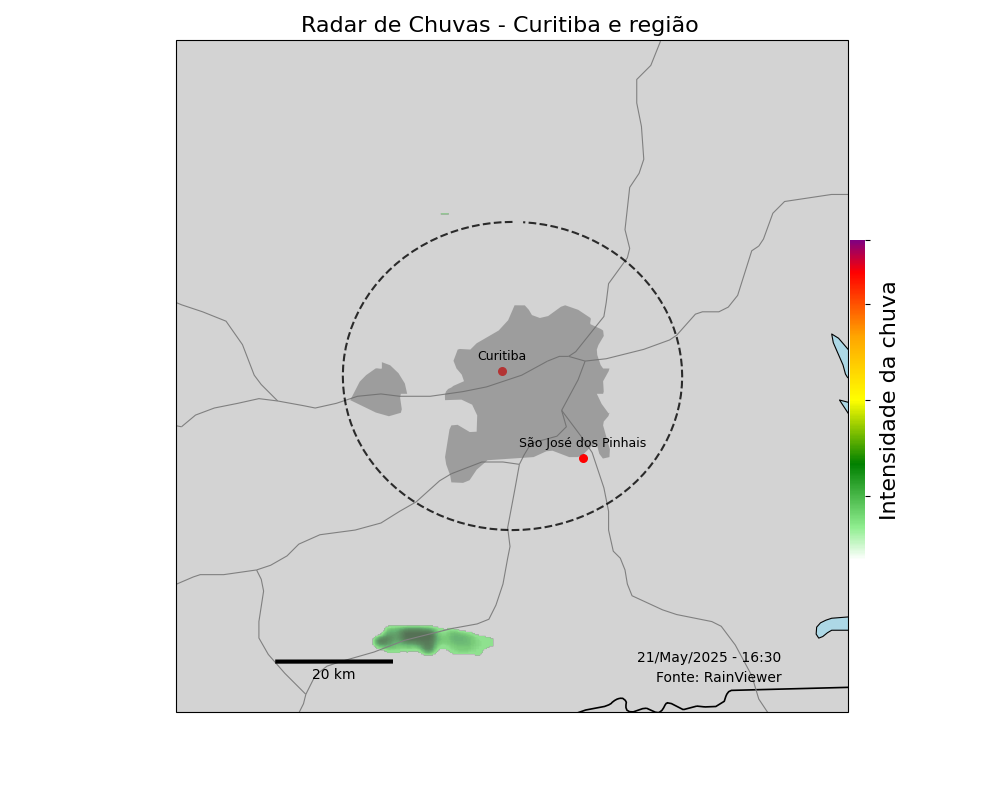 Radar de Chuvas - Curitiba e região
Curitiba
São José dos Pinhais
Intensidade da chuva
20 km
21/May/2025 - 16:30
Fonte: RainViewer